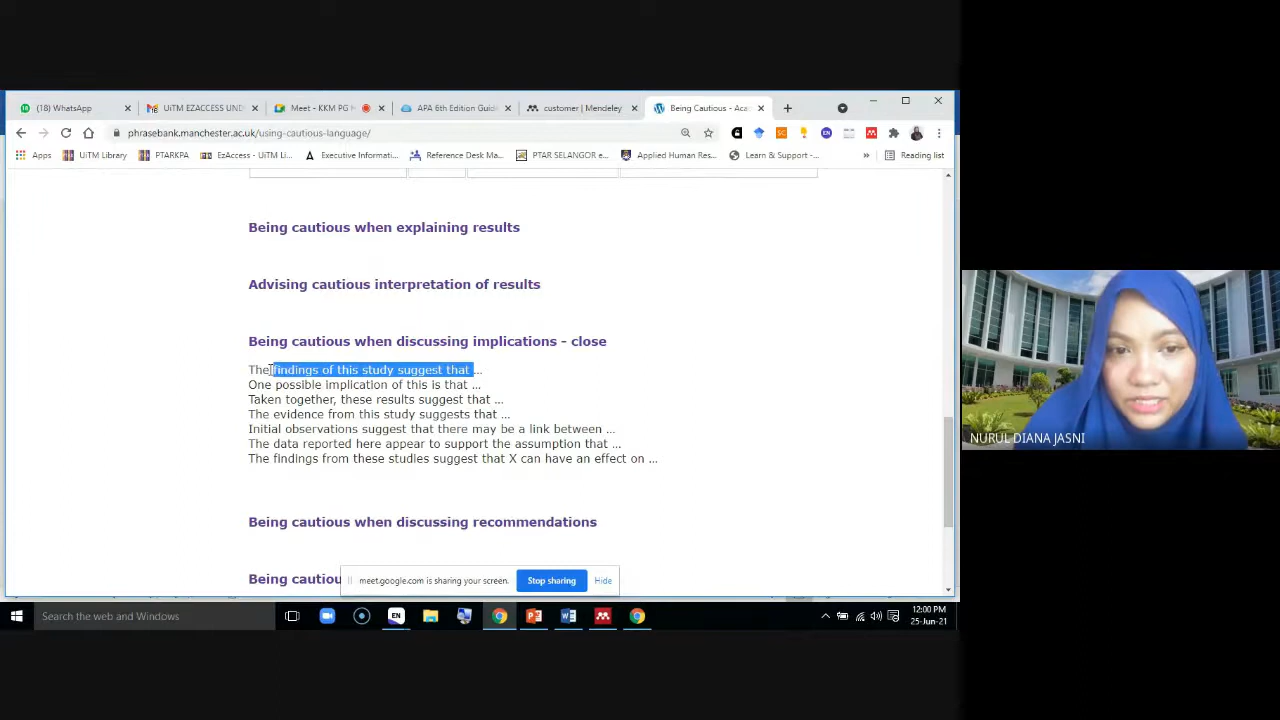 (18) WhatsApp
UiTM EZACCESS UND
Meet - KKM PG M
APA 6th Edition Guid
customer | Mendeley
Being Cautious - Aca
phrasebank.manchester.ac.uk/using-cautious-language/
Apps
UiTM Library
PTARKPA
EzAccess - UiTM Li...
Executive Informati...
Reference Desk Ma...
PTAR SELANGOR e...
Applied Human Res...
Learn & Support -...
»
Reading list
Being cautious when explaining results
Advising cautious interpretation of results
Being cautious when discussing implications - close
The findings of this study suggest that ...
One possible implication of this is that ...
Taken together, these results suggest that ...
The evidence from this study suggests that ...
Initial observations suggest that there may be a link between ...
The data reported here appear to support the assumption that ...
The findings from these studies suggest that X can have an effect on ...
Being cautious when discussing recommendations
Being cautiou
meet.google.com is sharing your screen.
Stop sharing
Hide
NURUL DIANA JASNI
Search the web and Windows
EN
12:00 PM
25-Jun-21